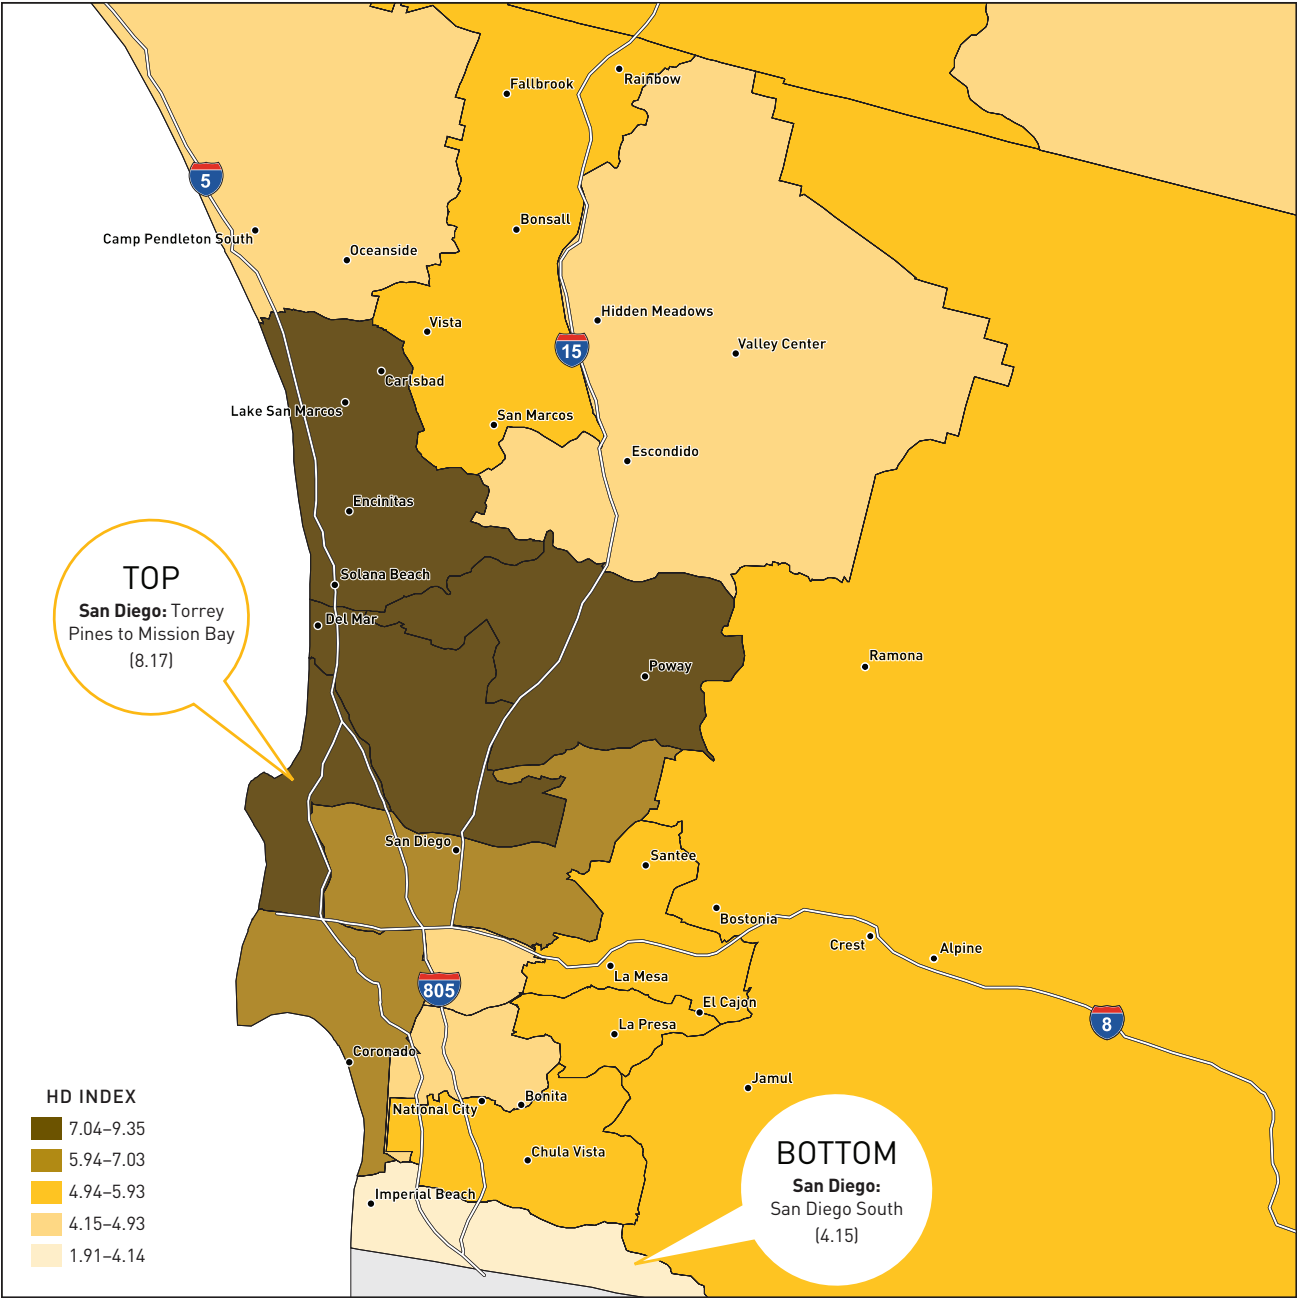 Rainbow
Fallbrook
5
Bonsall
Camp Pendleton South
Oceanside
Hidden Meadows
Vista
Valley Center
15
Carlsbad
Lake San Marcos
San Marcos
Escondido
Encinitas
TOP
San Diego: Torrey
Pines to Mission Bay
(8.17)
Solana Beach
Del Mar
Ramona
Poway
San Diego
Santee
Bostonia
Crest
Alpine
La Mesa
805
El Cajon
La Presa
8
Coronado
Jamul
HD INDEX
7.04–9.35
5.94–7.03
4.94–5.93
4.15–4.93
1.91–4.14
Bonita
National City
Chula Vista
Imperial Beach
BOTTOM
San Diego:
San Diego South
(4.15)